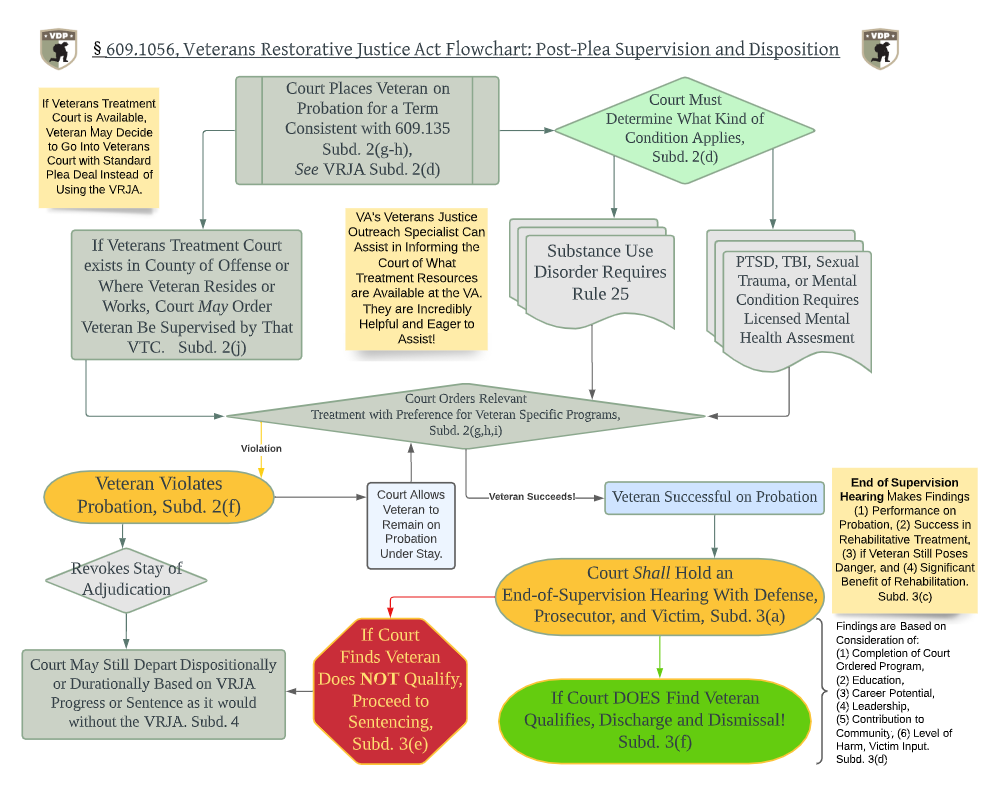 VDP
§ 609.1056, Veterans Restorative Justice Act Flowchart: Post-Plea Supervision and Disposition
VDP
If Veterans Treatment
Court is Available,
Veteran May Decide
to Go Into Veterans
Court with Standard
Plea Deal Instead of
Using the VRJA.
Court Places Veteran on
Probation for a Term
Consistent with 609.135
Subd. 2(g-h),
See VRJA Subd. 2(d)
Court Must
Determine What Kind of
Condition Applies,
Subd. 2(d)
If Veterans Treatment Court
exists in County of Offense or
Where Veteran Resides or
Works, Court May Order
Veteran Be Supervised by That
VTC. Subd. 2(j)
VA's Veterans Justice
Outreach Specialist Can
Assist in Informing the
Court of What
Treatment Resources
are Available at the VA.
They are Incredibly
Helpful and Eager to
Assist!
Substance Use
Disorder Requires
Rule 25
PTSD, TBI, Sexual
Trauma, or Mental
Condition Requires
Licensed Mental
Health Assesment
Court Orders Relevant
Treatment with Preference for Veteran Specific Programs,
Subd. 2(g,h,i)
Violation
Veteran Violates
Probation, Subd. 2(f)
Court Allows
Veteran to
Remain on
Probation
Under Stay.
Veteran Succeeds!
Veteran Successful on Probation
End of Supervision
Hearing Makes Findings
(1) Performance on
Probation, (2) Success in
Rehabilitative Treatment,
(3) if Veteran Still Poses
Danger, and (4) Significant
Benefit of Rehabilitation.
Subd. 3(c)
Revokes Stay of
Adjudication
Court Shall Hold an
End-of-Supervision Hearing With Defense,
Prosecutor, and Victim, Subd. 3(a)
Court May Still Depart Dispositionally
or Durationally Based on VRJA
Progress or Sentence as it would
without the VRJA. Subd. 4
If Court
Finds Veteran
Does NOT Qualify,
Proceed to
Sentencing,
Subd. 3(e)
If Court DOES Find Veteran
Qualifies, Discharge and Dismissal!
Subd. 3(f)
Findings are Based on
Consideration of:
(1) Completion of Court
Ordered Program,
(2) Education,
(3) Career Potential,
(4) Leadership,
(5) Contribution to
Community, (6) Level of
Harm, Victim Input.
Subd. 3(d)